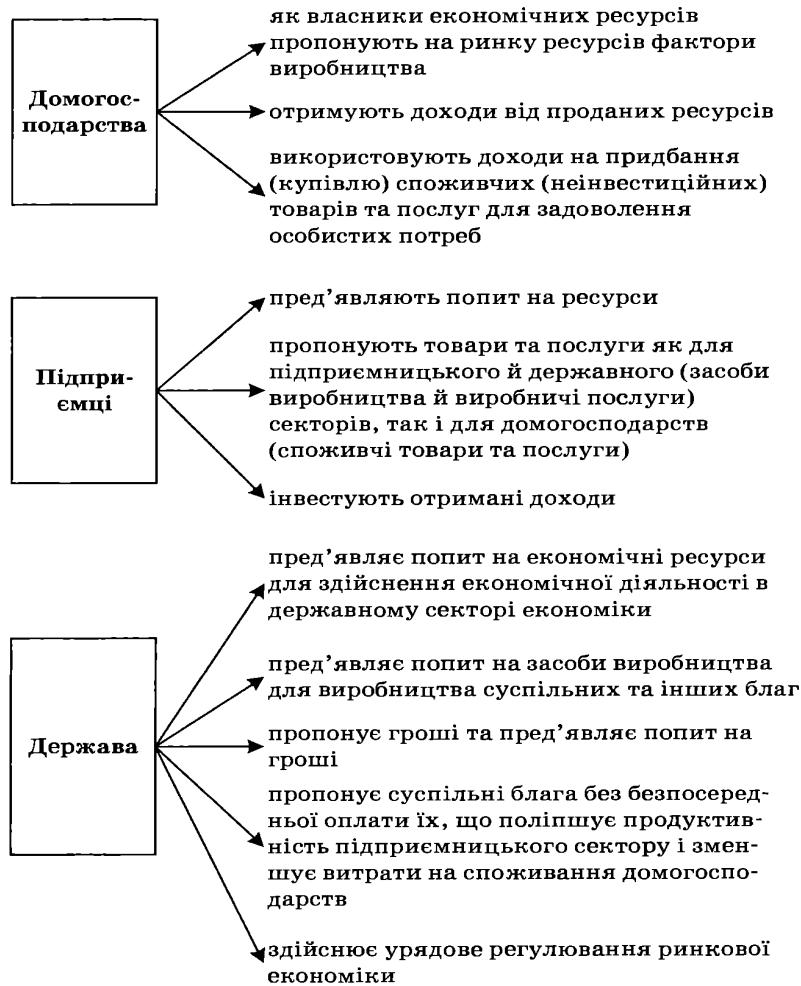 Домогос-
подарства
як власники економічних ресурсів
пропонують на ринку ресурсів фактори
виробництва
отримують доходи від проданих ресурсів
використовують доходи на придбання
(купівлю) споживчих (неінвестиційних)
товарів та послуг для задоволення
особистих потреб
Підпри-
ємці
пред’являють попит на ресурси
пропонують товари та послуги як для
підприємницького й державного (засоби
виробництва й виробничі послуги)
секторів, так і для домогосподарств
(споживчі товари та послуги)
інвестують отримані доходи
Держава
пред’являє попит на економічні ресурси
для здійснення економічної діяльності в
державному секторі економіки
пред’являє попит на засоби виробництва
для виробництва суспільних та інших благ
пропонує гроші та пред’являє попит на
гроші
пропонує суспільні блага без безпосеред-
ньої оплати їх, що поліпшує продуктив-
ність підприємницького сектору і змен-
шує витрати на споживання домогоспо-
дарств
здійснює урядове регулювання ринкової
економіки